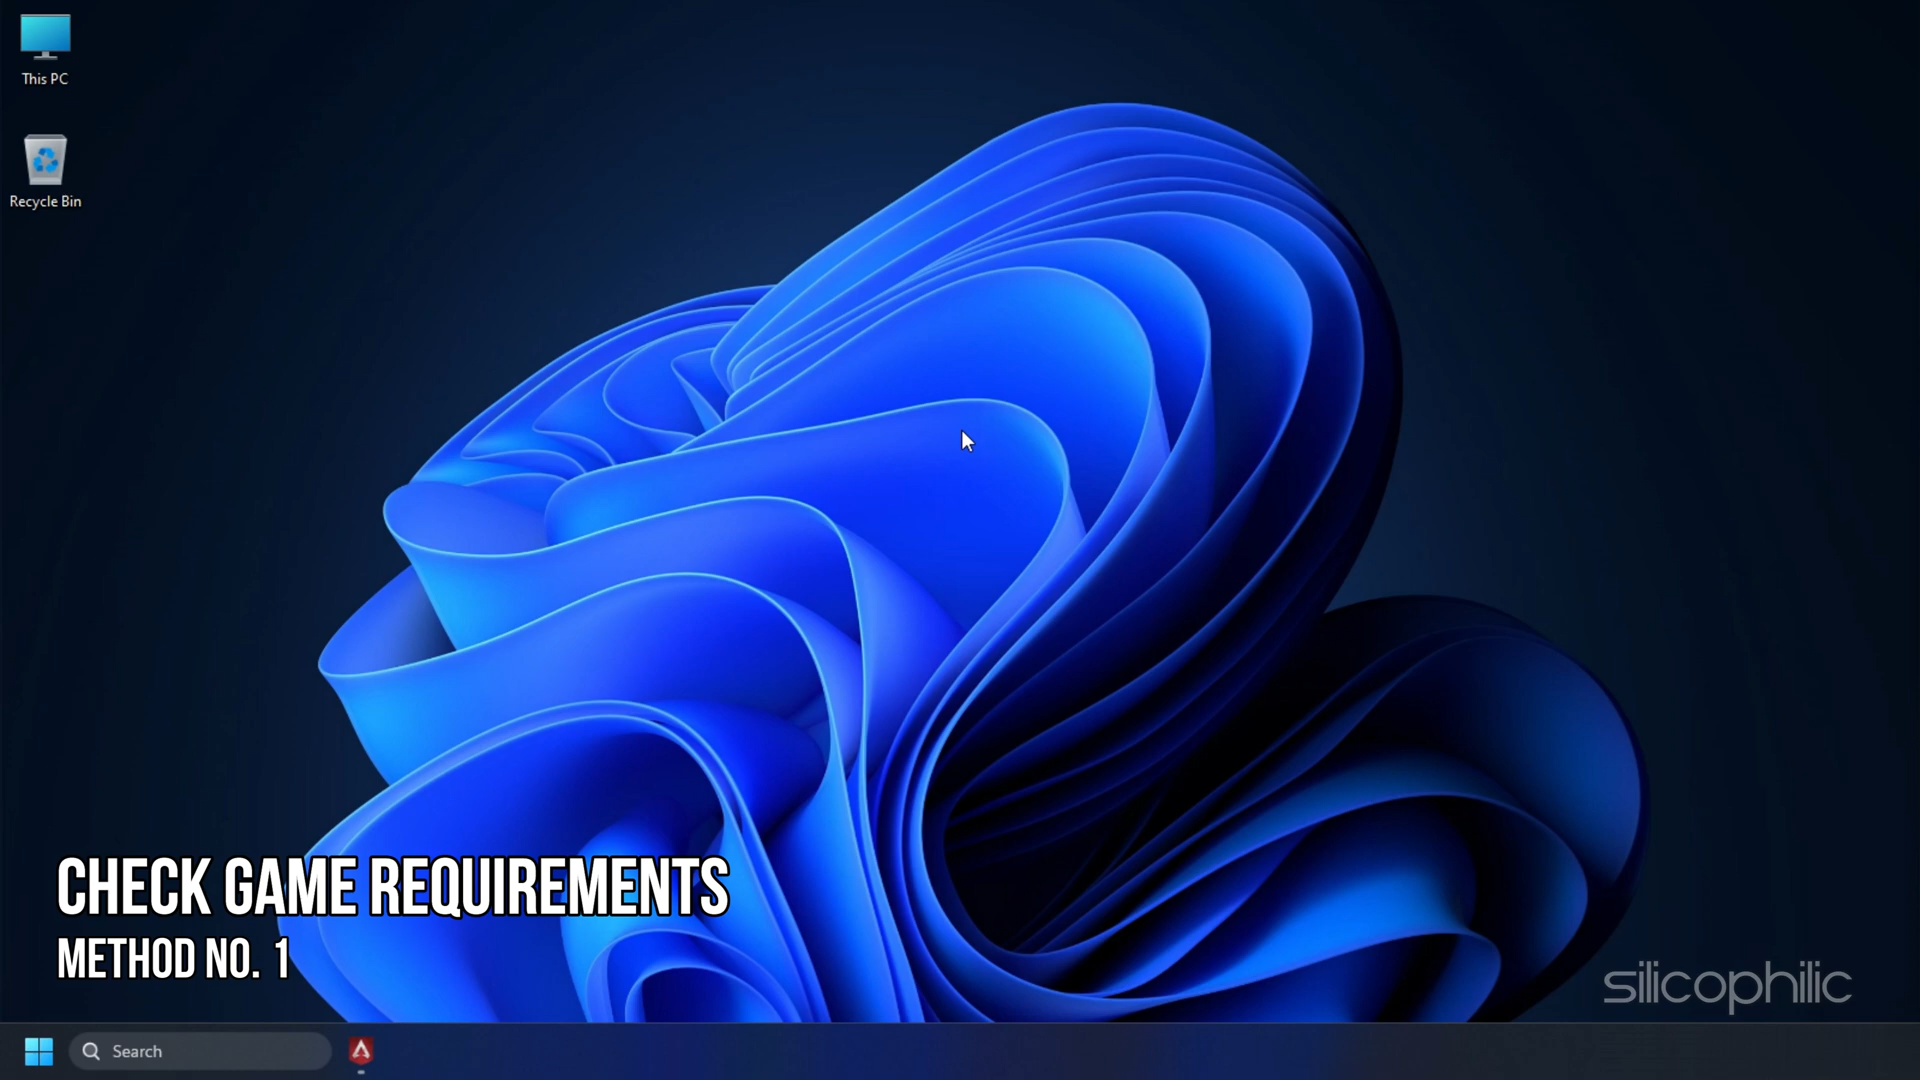 This PC
Recycle Bin
CHECK GAME REQUIREMENTS
METHOD NO. 1
silicophilic
Search